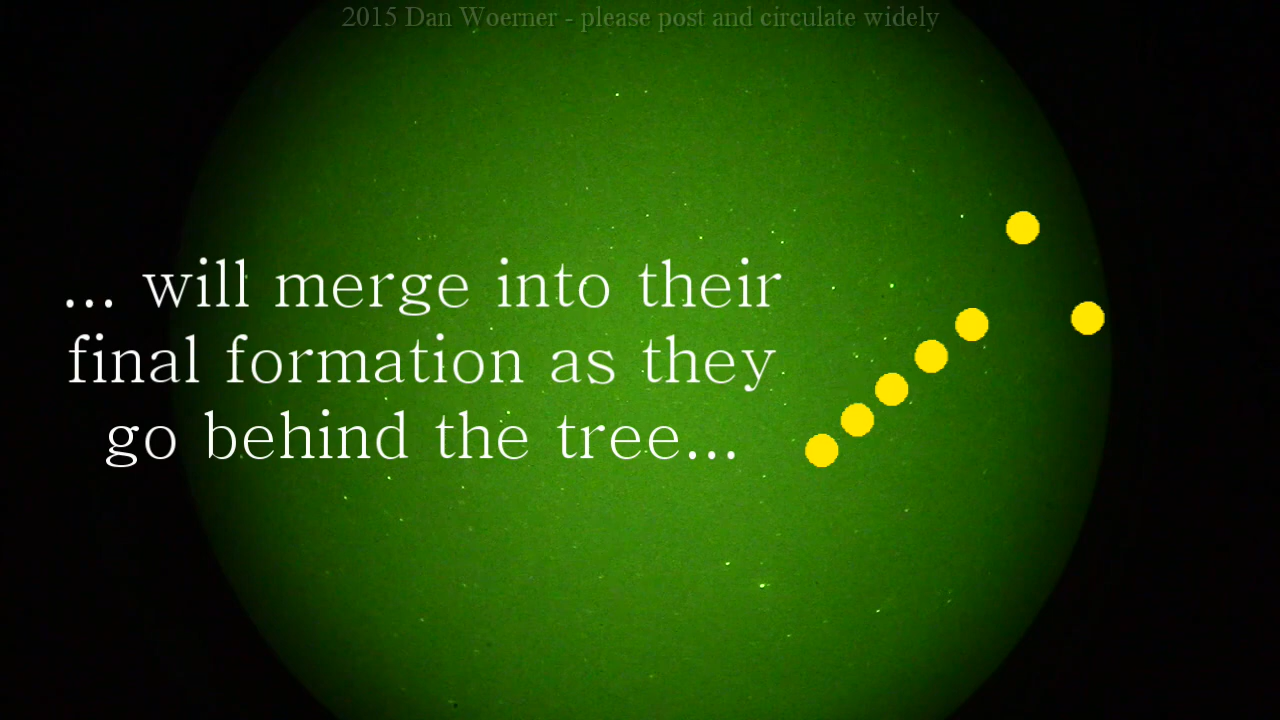 2015 Dan Woerner - please post and circulate widely
... will merge into their
final formation as they
go behind the tree...